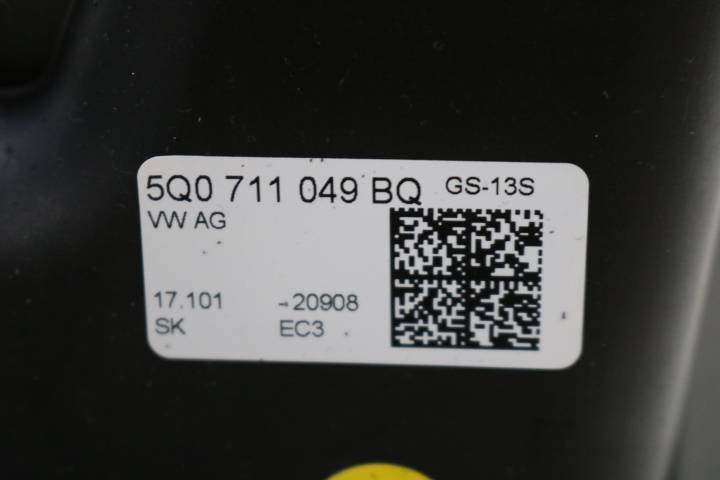 5Q0 711 049 BQ GS-13S
VW AG
17.101 -20908
SK EC3